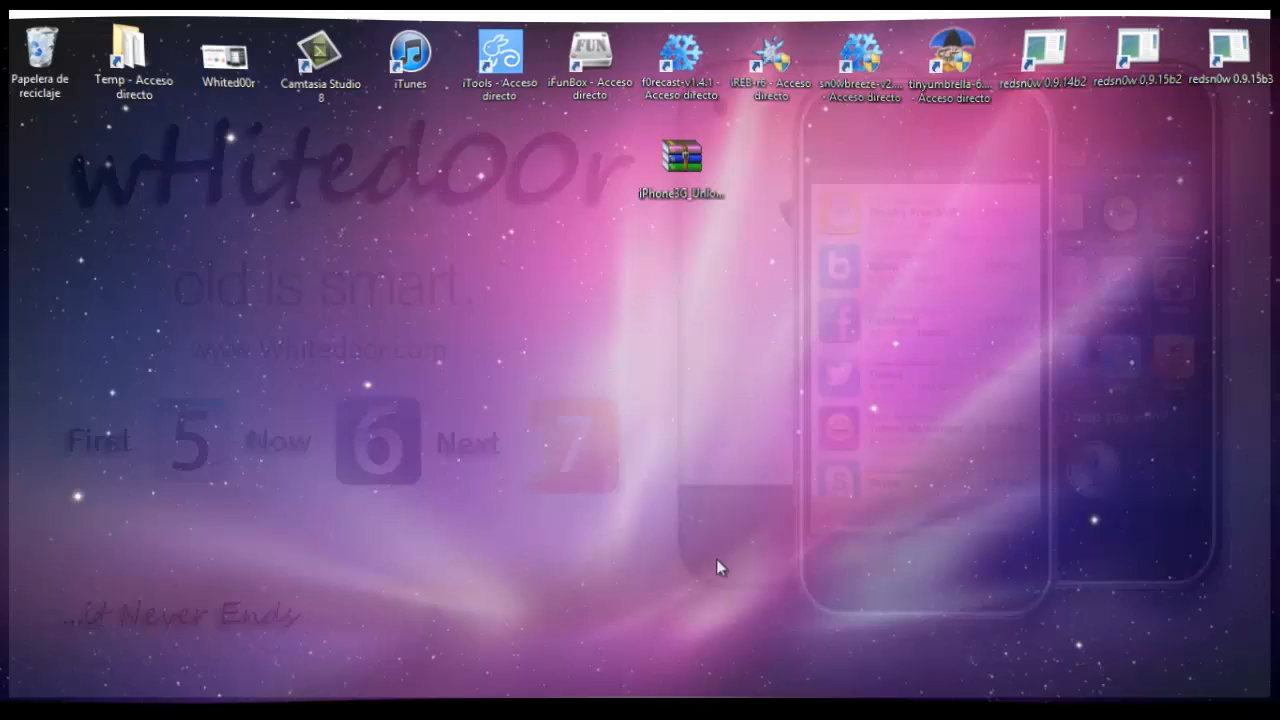 Papelera de
reciclaje
Temp - Acceso
directo
Whited00r
Camtasia Studio
8
iTunes
iTools - Acceso
directo
iFunBox - Acceso
directo
f0recast-v1.4.1 -
Acceso directo
iREB-r6 - Acceso
directo
sn0wbreeze-v2....
- Acceso directo
tinyumbrella-6....
- Acceso directo
redsn0w 0.9.14b2
redsn0w 0.9.15b2
redsn0w 0.9.15b3
FUN
iPhone3G_Unlo...
wHited00r
old is smart.
www.Whited00r.com
First 5 Now 6 Next 7
...it Never Ends